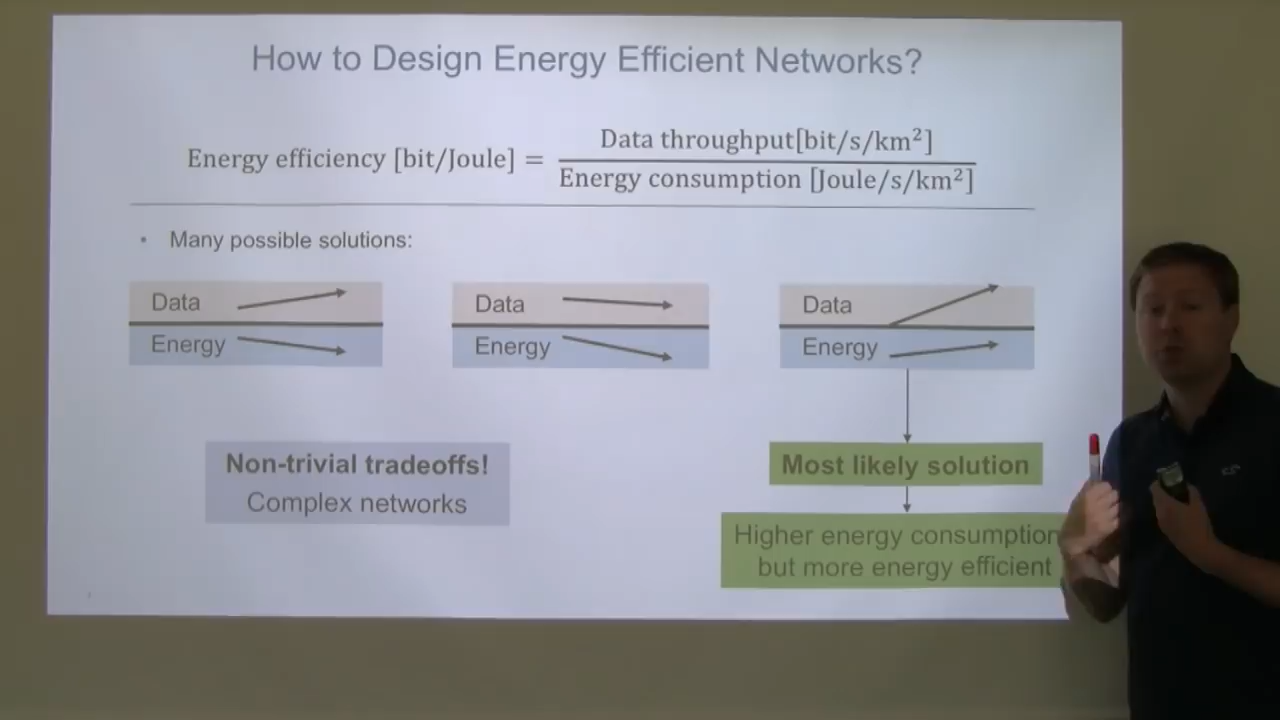 How to Design Energy Efficient Networks?
Energy efficiency [bit/Joule] = Data throughput[bit/s/km²]
Energy consumption [Joule/s/km²]
• Many possible solutions:
Data
Energy
Data
Energy
Data
Energy
Non-trivial tradeoffs!
Complex networks
Most likely solution
Higher energy consumption
but more energy efficient